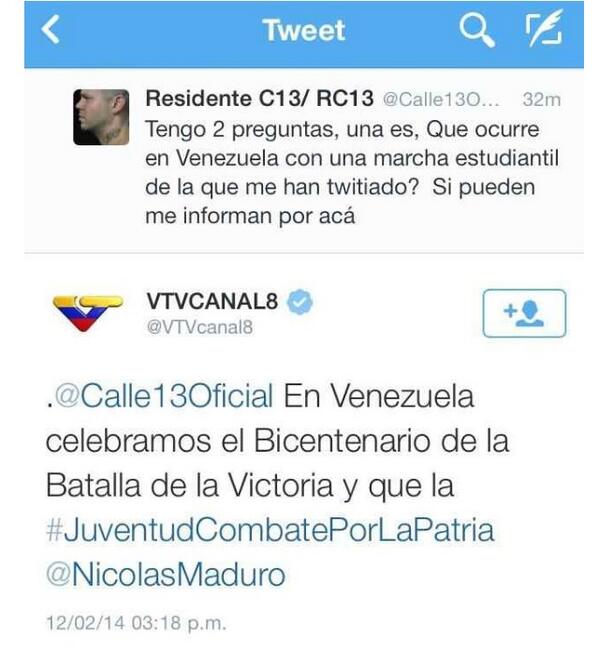 Tweet
Residente C13/ RC13 @Calle13O... 32m
Tengo 2 preguntas, una es, Que ocurre
en Venezuela con una marcha estudiantil
de la que me han twitiado? Si pueden
me informan por acá
VTVCANAL8
@VTVcanal8
.@Calle13Oficial En Venezuela
celebramos el Bicentenario de la
Batalla de la Victoria y que la
#JuventudCombatePorLaPatria
@NicolasMaduro
12/02/14 03:18 p.m.